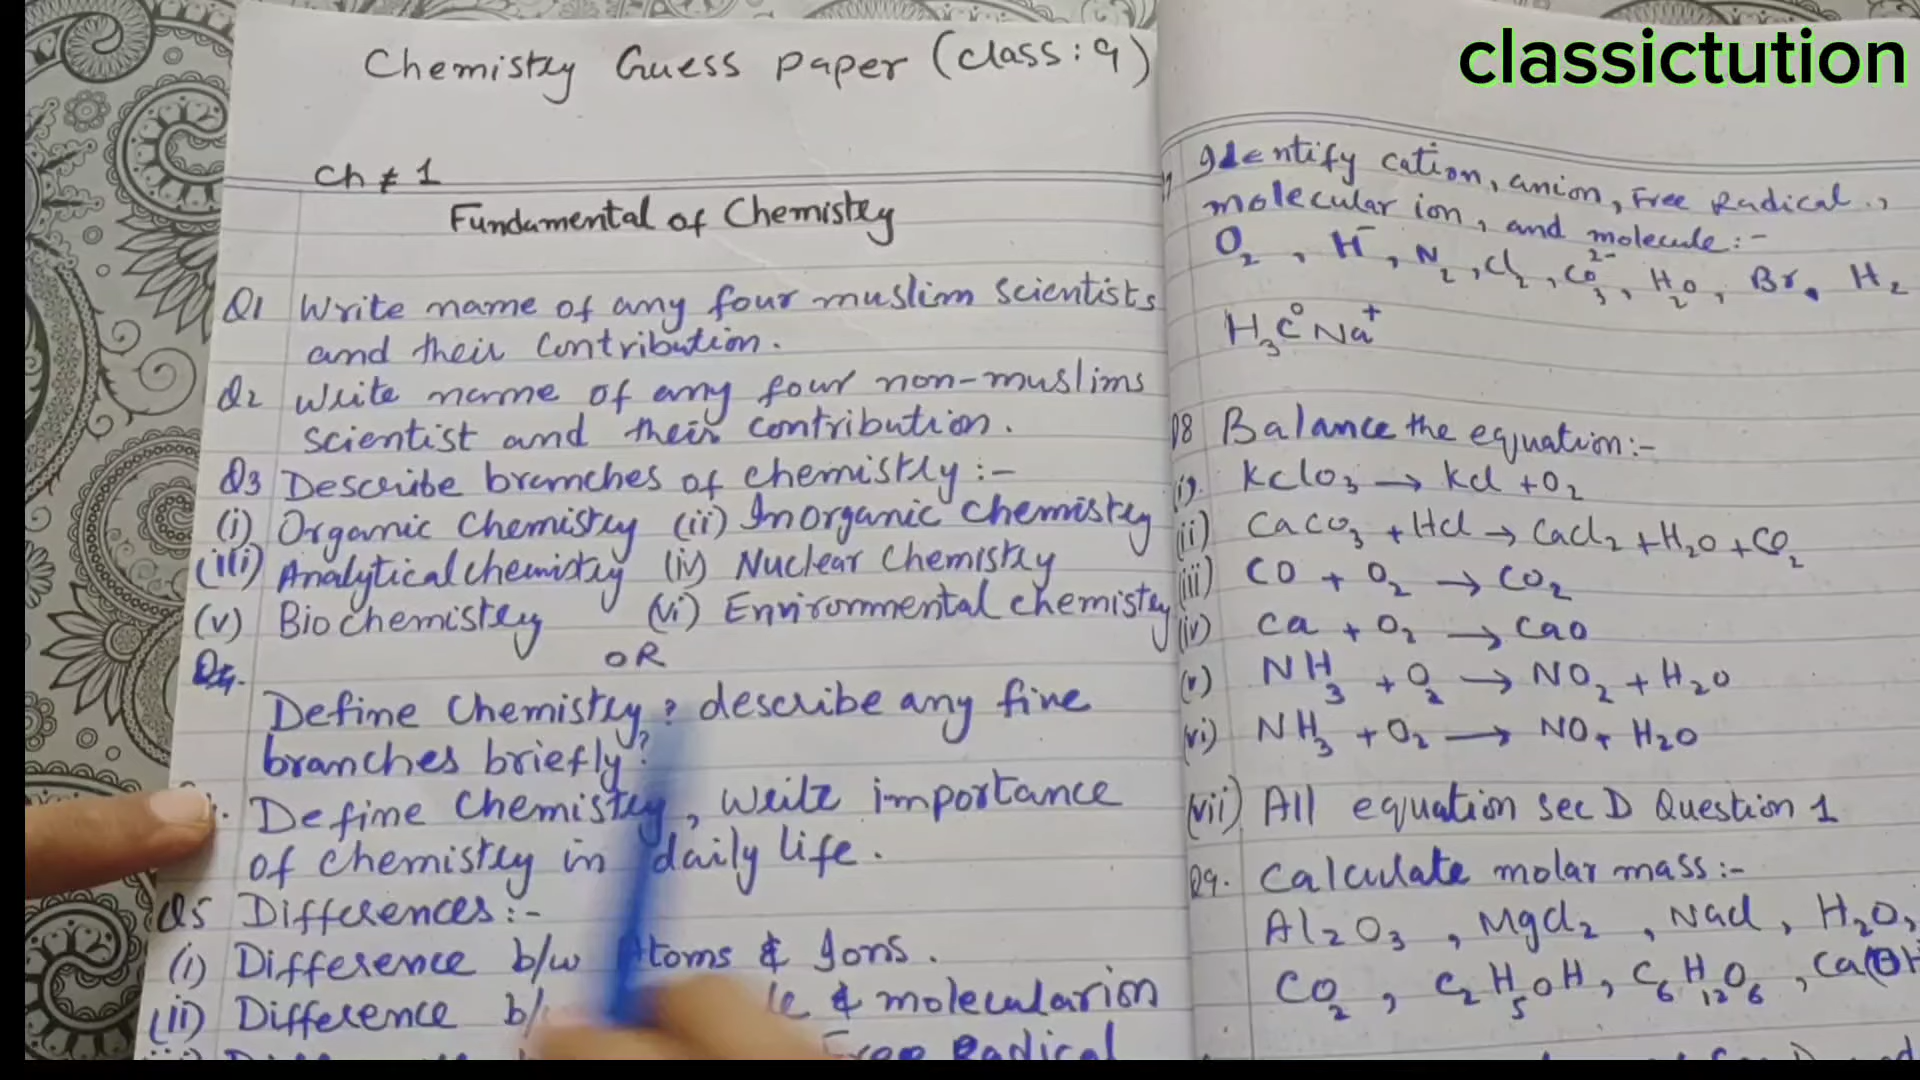 classictution
Chemistry Guess paper (class: 9)
Ch # 1
Fundamental of Chemistry
Q1 Write name of any four muslim scientists
and their Contribution.
Q2 Write name of any four non-muslims
scientist and their contribution.
Q3 Describe branches of chemistry:-
(i) Organic Chemistry (ii) Inorganic chemistry
(iii) Analytical chemistry (iv) Nuclear Chemistry
(v) Biochemistry (vi) Environmental chemistry
OR
Q4.
Define Chemistry? describe any five
branches briefly?
Define Chemistry, Write importance
of chemistry in daily life.
Q5 Differences:-
(i) Difference b/w Atoms & Ions.
(ii) Difference & molecularion
Free Radical
Identify cation, anion, Free Radical,
molecular ion, and molecule:-
O₂, H⁻, N₂, Cl₂, CO₃²⁻, H₂O, Br., H₂
H₃C° Na⁺
Q8 Balance the equation:-
(i). KClO₃ → KCl + O₂
(ii) CaCO₃ + HCl → CaCl₂ + H₂O + CO₂
(iii) CO + O₂ → CO₂
(iv) Ca + O₂ → CaO
(v) NH₃ + O₂ → NO₂ + H₂O
(vi) NH₃ + O₂ → NO + H₂O
(vii) All equation sec D Question 1
Q9. Calculate molar mass:-
Al₂O₃, MgCl₂, NaCl, H₂O,
CO₂, C₂H₅OH, C₆H₁₂O₆, Ca(OH